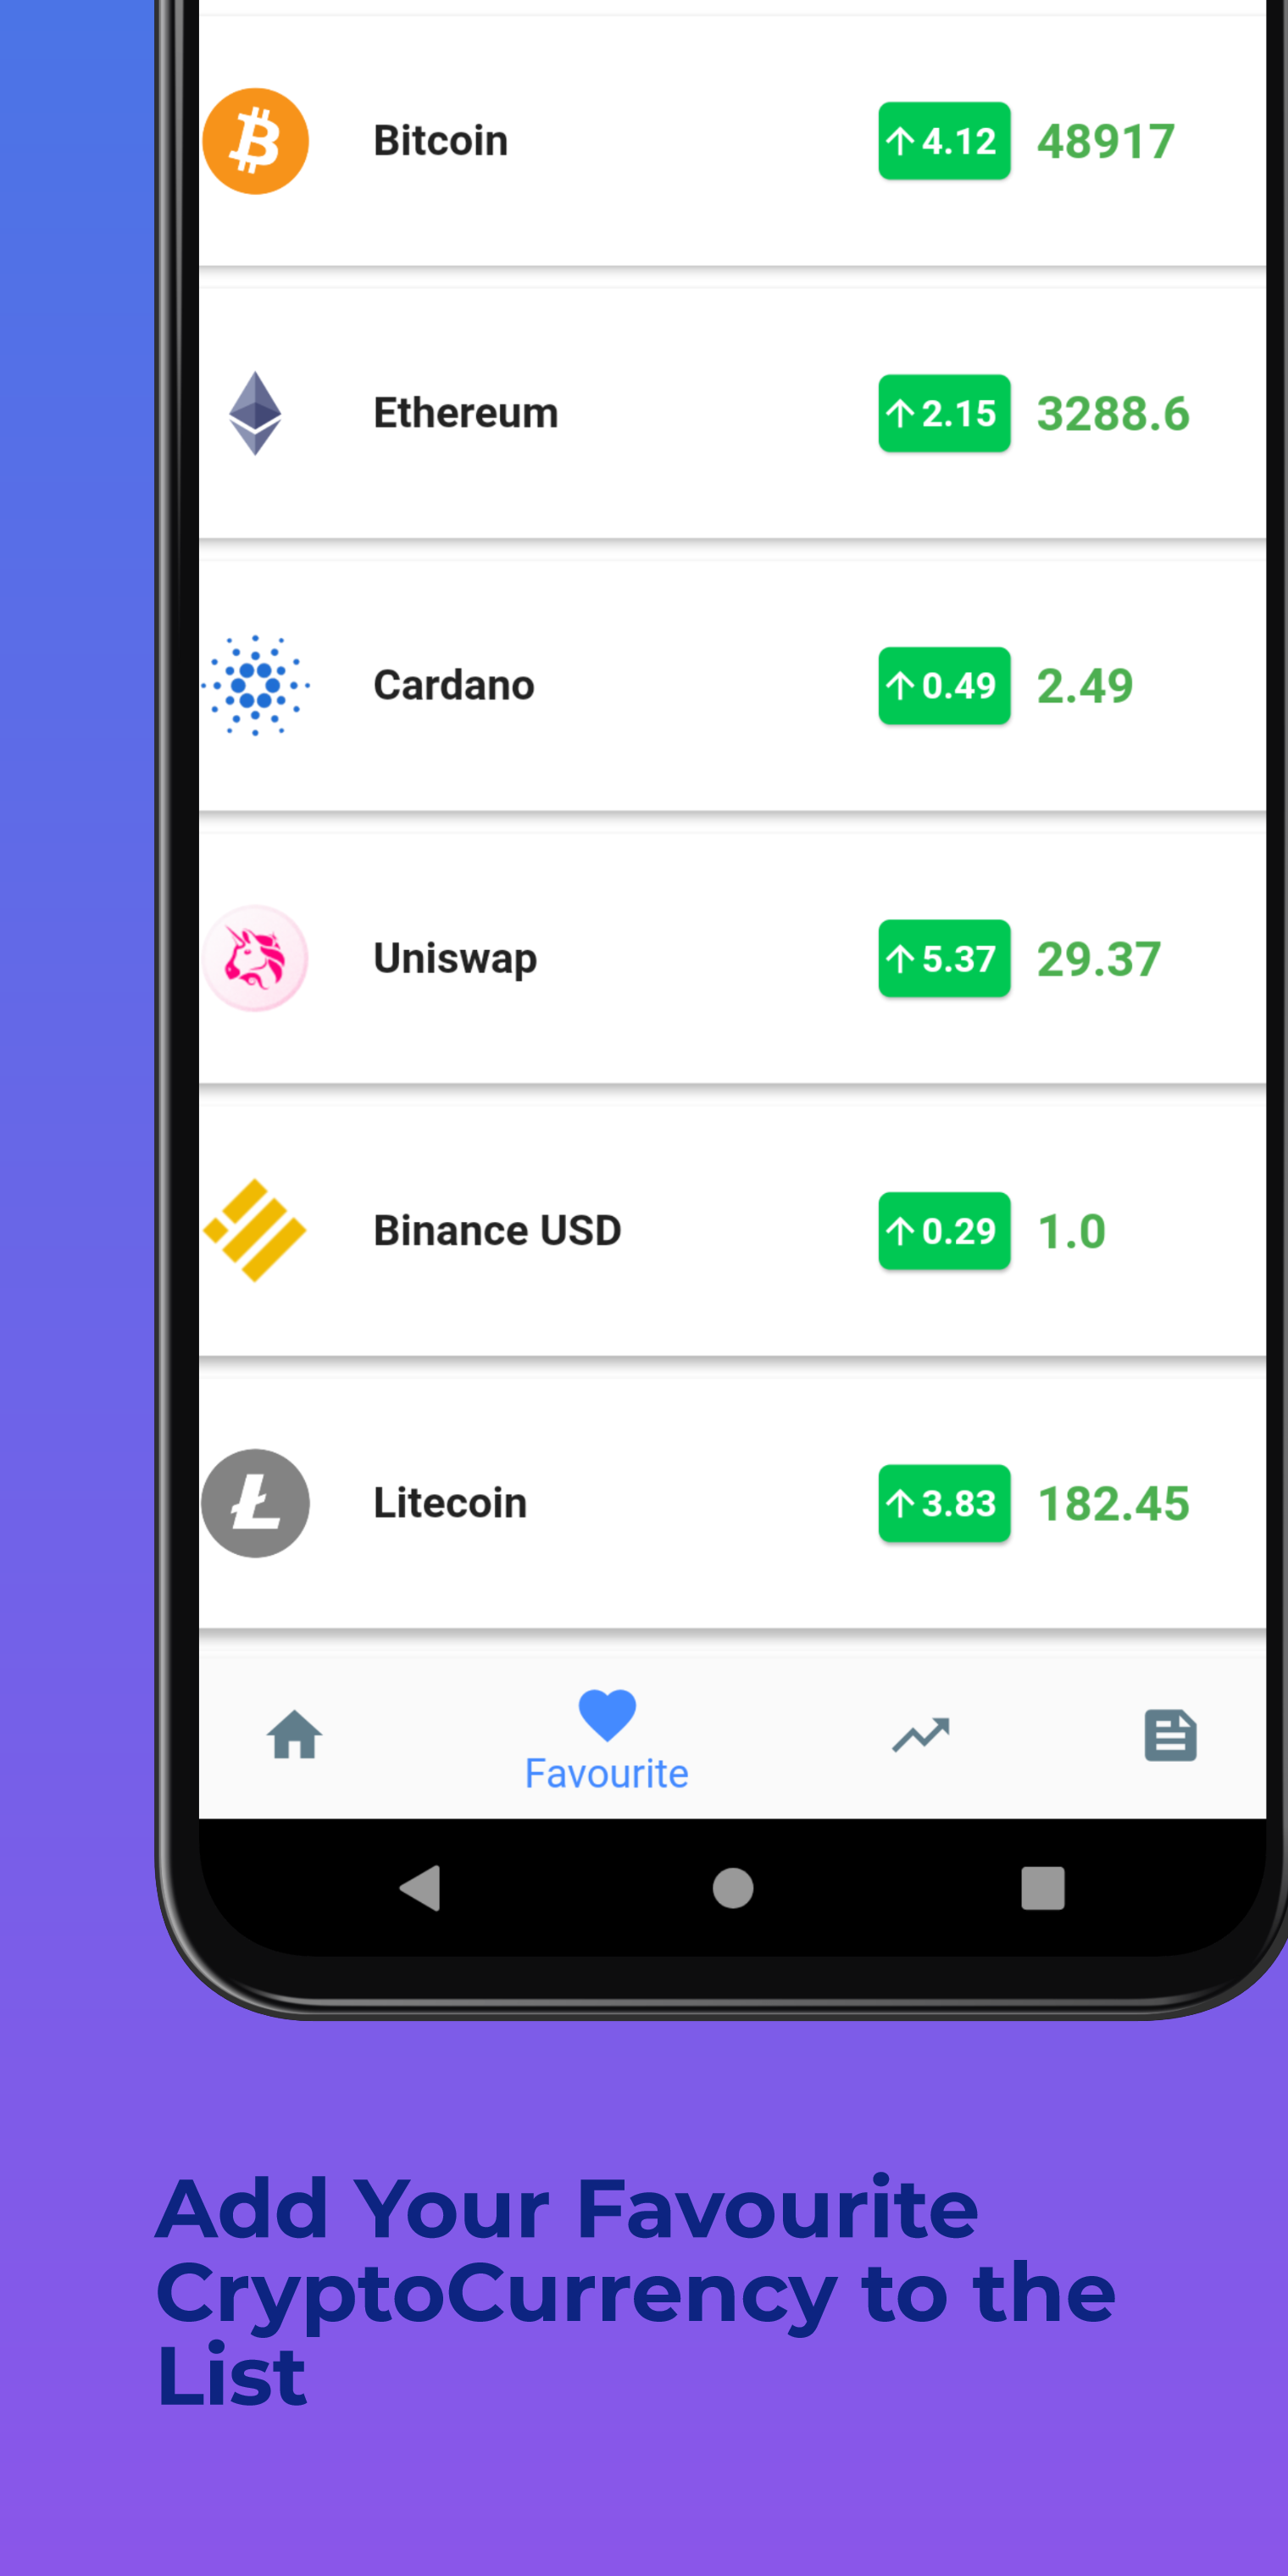 Bitcoin ↑ 4.12 48917
Ethereum ↑ 2.15 3288.6
Cardano ↑ 0.49 2.49
Uniswap ↑ 5.37 29.37
Binance USD ↑ 0.29 1.0
Litecoin ↑ 3.83 182.45
Favourite
Add Your Favourite
CryptoCurrency to the
List